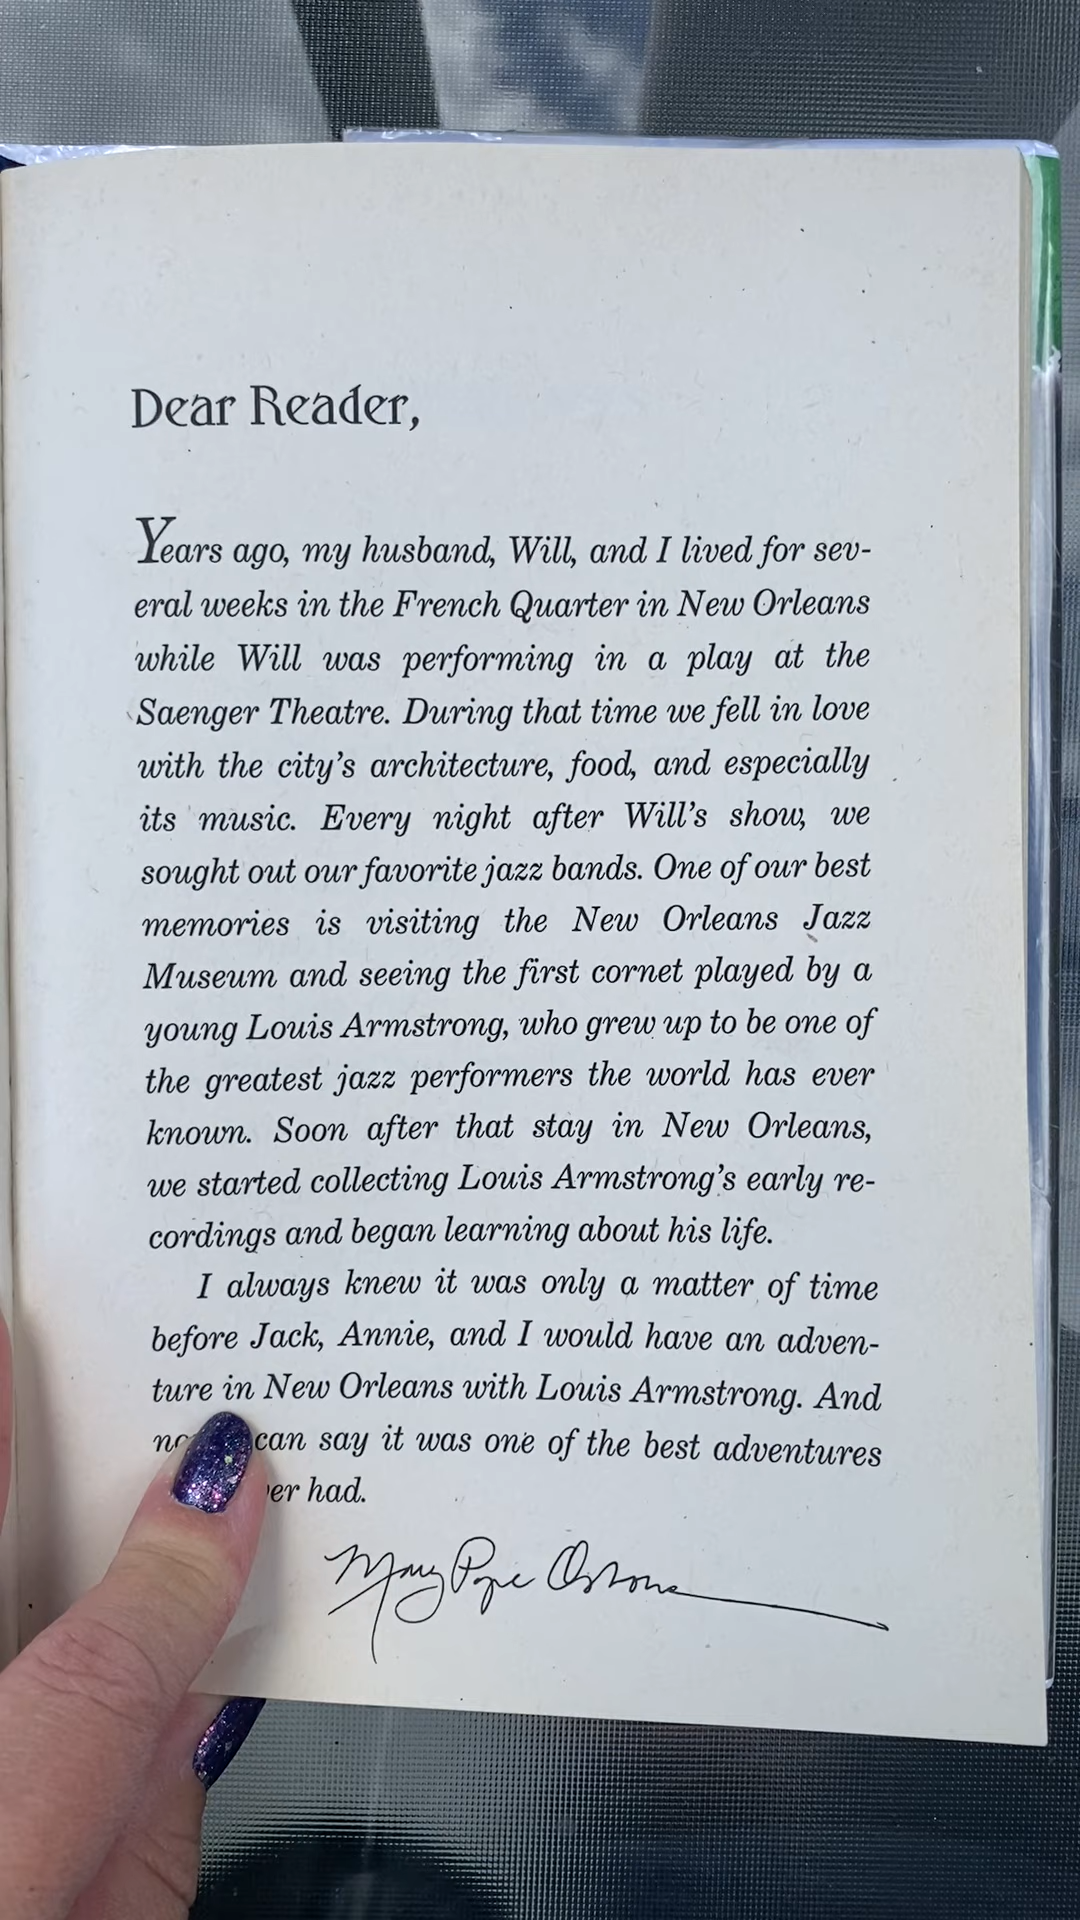 Dear Reader,
Years ago, my husband, Will, and I lived for sev-
eral weeks in the French Quarter in New Orleans
while Will was performing in a play at the
Saenger Theatre. During that time we fell in love
with the city's architecture, food, and especially
its music. Every night after Will's show, we
sought out our favorite jazz bands. One of our best
memories is visiting the New Orleans Jazz
Museum and seeing the first cornet played by a
young Louis Armstrong, who grew up to be one of
the greatest jazz performers the world has ever
known. Soon after that stay in New Orleans,
we started collecting Louis Armstrong's early re-
cordings and began learning about his life.
I always knew it was only a matter of time
before Jack, Annie, and I would have an adven-
ture in New Orleans with Louis Armstrong. And
can say it was one of the best adventures
had.
Mary Pope Osborne